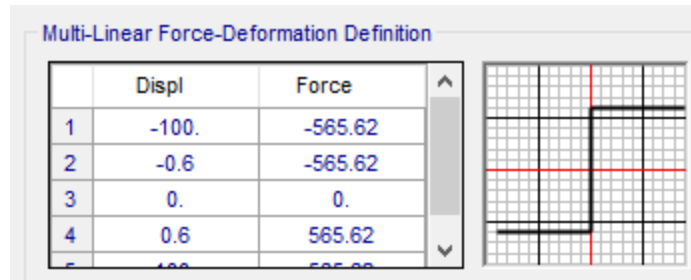 Multi-Linear Force-Deformation Definition
Displ Force
1 -100. -565.62
2 -0.6 -565.62
3 0. 0.
4 0.6 565.62